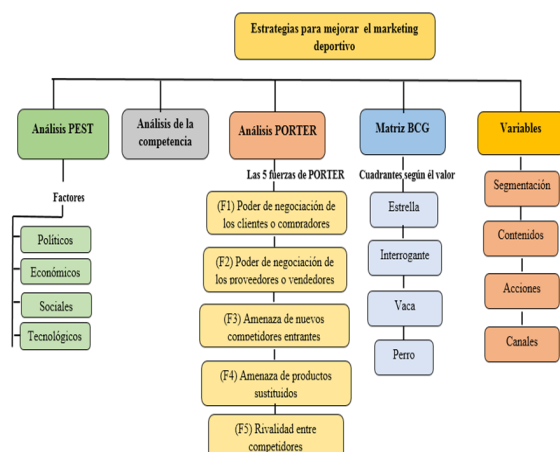 Estrategias para mejorar el marketing
deportivo
Análisis PEST
Análisis de la
competencia
Análisis PORTER
Matriz BCG
Variables
Factores
Políticos
Económicos
Sociales
Tecnológicos
Las 5 fuerzas de PORTER
(F1) Poder de negociación de
los clientes o compradores
(F2) Poder de negociación de
los proveedores o vendedores
(F3) Amenaza de nuevos
competidores entrantes
(F4) Amenaza de productos
sustituidos
(F5) Rivalidad entre
competidores
Cuadrantes según él valor
Estrella
Interrogante
Vaca
Perro
Segmentación
Contenidos
Acciones
Canales